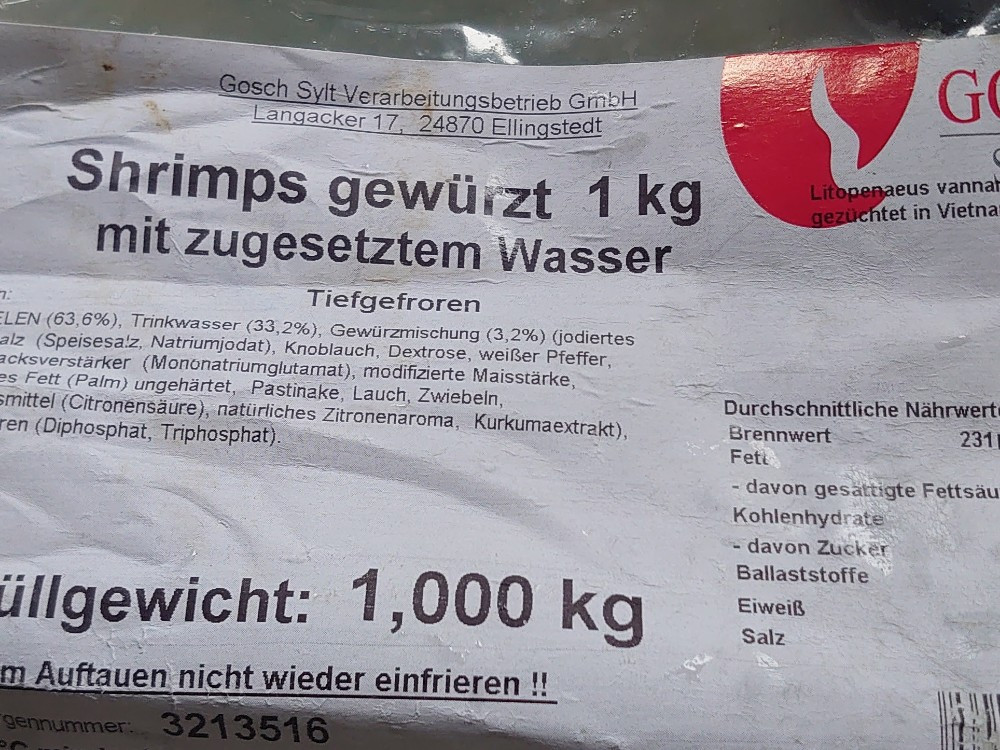 Gosch Sylt Verarbeitungsbetrieb GmbH
Langacker 17, 24870 Ellingstedt
GO
Litopenaeus vannah
gezüchtet in Vietna
Shrimps gewürzt 1 kg
mit zugesetztem Wasser
Tiefgefroren
n:
ELEN (63,6%), Trinkwasser (33,2%), Gewürzmischung (3,2%) (jodiertes
alz (Speisesalz, Natriumjodat), Knoblauch, Dextrose, weißer Pfeffer,
acksverstärker (Mononatriumglutamat), modifizierte Maisstärke,
es Fett (Palm) ungehärtet, Pastinake, Lauch, Zwiebeln,
smittel (Citronensäure), natürliches Zitronenaroma, Kurkumaextrakt),
ren (Diphosphat, Triphosphat).
Durchschnittliche Nährwerte
Brennwert 231
Fett
- davon gesättigte Fettsäu
Kohlenhydrate
- davon Zucker
Ballaststoffe
Eiweiß
Salz
üllgewicht: 1,000 kg
m Auftauen nicht wieder einfrieren !!
rgennummer: 3213516